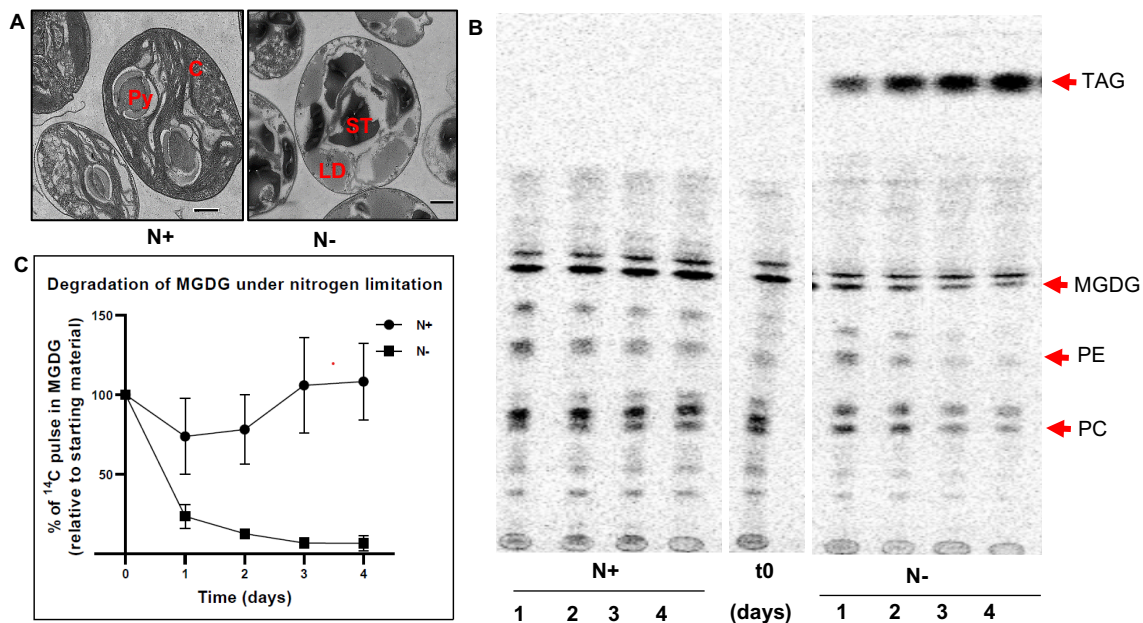 A
C
Py
ST
LD
N+
N-
B
TAG
MGDG
PE
PC
N+
t0
N-
1 2 3 4
(days)
1 2 3 4
C
Degradation of MGDG under nitrogen limitation
N+
N-
% of 14C pulse in MGDG
(relative to starting material)
150
100
50
0 1 2 3 4
Time (days)